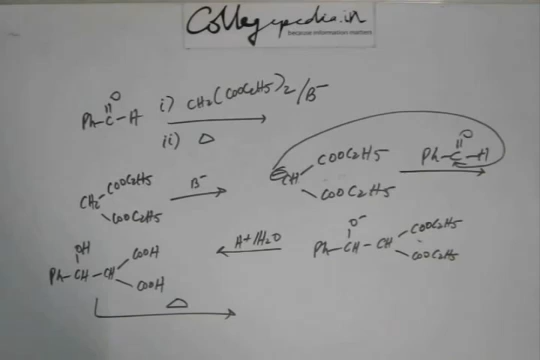 Collegepedia.in
because information matters
Ph-C-H
O
i) CH2(COOC2H5)2/B-
ii) △
CH2
COOC2H5
COOC2H5
B-
CH
COOC2H5
COOC2H5
O
Ph-C-H
O-
Ph-CH-CH
COOC2H5
COOC2H5
H+/H2O
OH
Ph-CH-CH
COOH
COOH
△